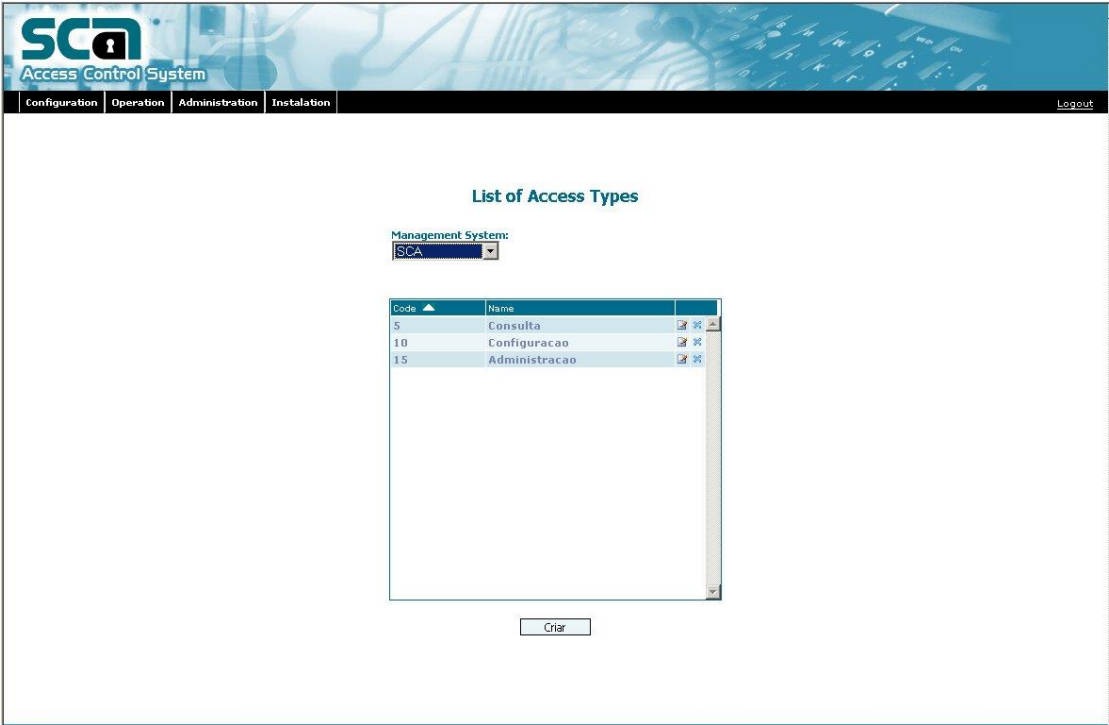 SCA
Access Control System
Configuration Operation Administration Instalation Logout
List of Access Types
Management System:
SCA
Code Name
5 Consulta
10 Configuracao
15 Administracao
Criar